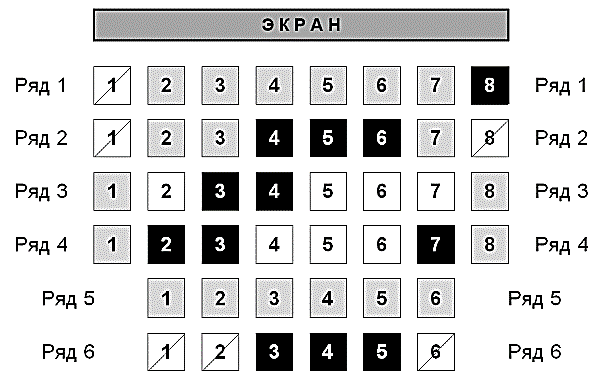 ЭКРАН
Ряд 1 1 2 3 4 5 6 7 8 Ряд 1
Ряд 2 1 2 3 4 5 6 7 8 Ряд 2
Ряд 3 1 2 3 4 5 6 7 8 Ряд 3
Ряд 4 1 2 3 4 5 6 7 8 Ряд 4
Ряд 5 1 2 3 4 5 6 Ряд 5
Ряд 6 1 2 3 4 5 6 Ряд 6